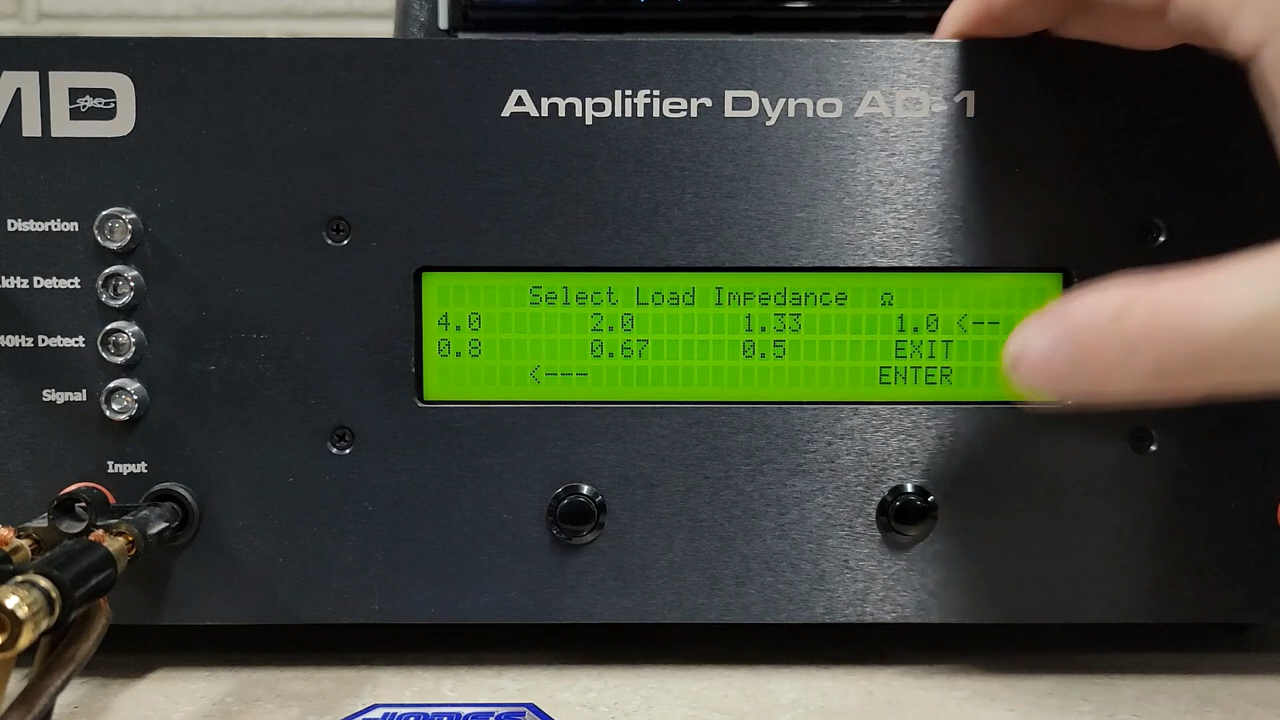 MD
Amplifier Dyno AD-1
Distortion
kHz Detect
40Hz Detect
Signal
Input
Select Load Impedance Ω
4.0 2.0 1.33 1.0 <--
0.8 0.67 0.5 EXIT
<--- ENTER